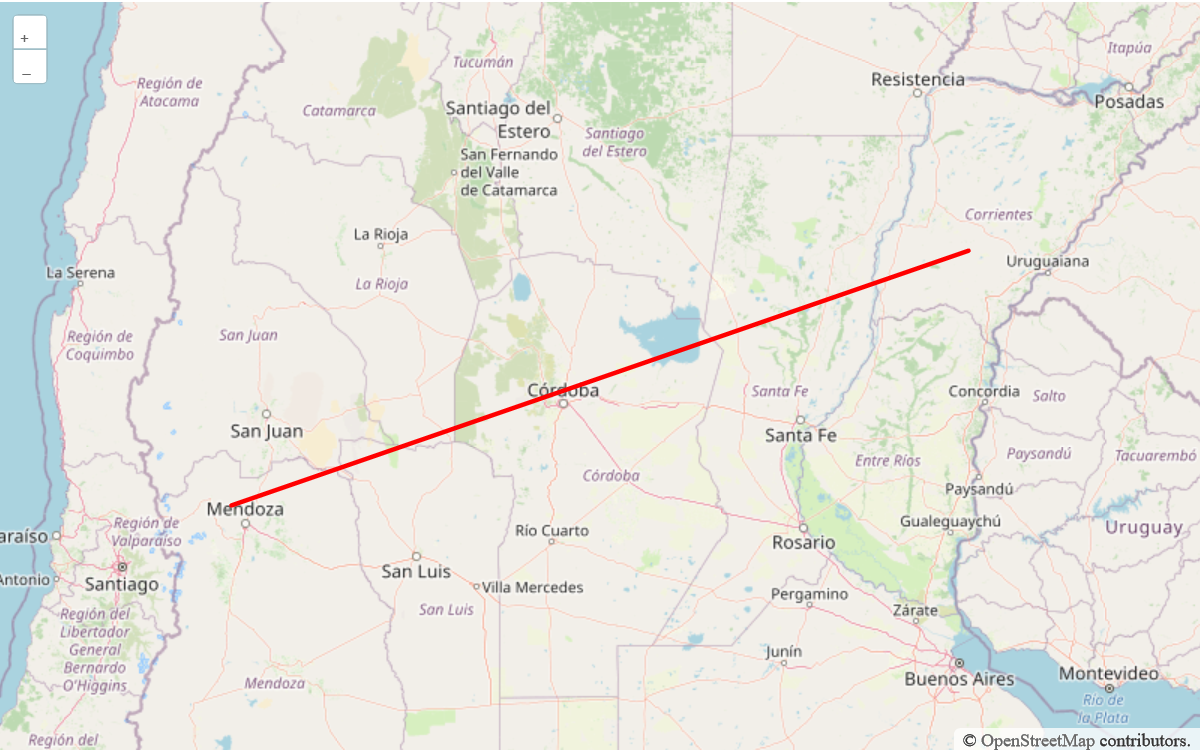 +
–
Región de
Atacama
Catamarca
Tucumán
Santiago del
Estero
Santiago
del Estero
San Fernando
del Valle
de Catamarca
Resistencia
Itapúa
Posadas
Corrientes
Uruguaiana
La Rioja
La Rioja
La Serena
Región de
Coquimbo
San Juan
San Juan
Córdoba
Córdoba
Santa Fe
Santa Fe
Concordia
Salto
Entre Ríos
Paysandú
Tacuarembó
Paysandú
Gualeguaychú
Uruguay
Mendoza
Región de
Valparaíso
araíso
Santiago
Antonio
Región del
Libertador
General
Bernardo
O'Higgins
Mendoza
Región del
San Luis
San Luis
Villa Mercedes
Río Cuarto
Rosario
Pergamino
Zárate
Junín
Buenos Aires
Montevideo
Río de
la Plata
© OpenStreetMap contributors.